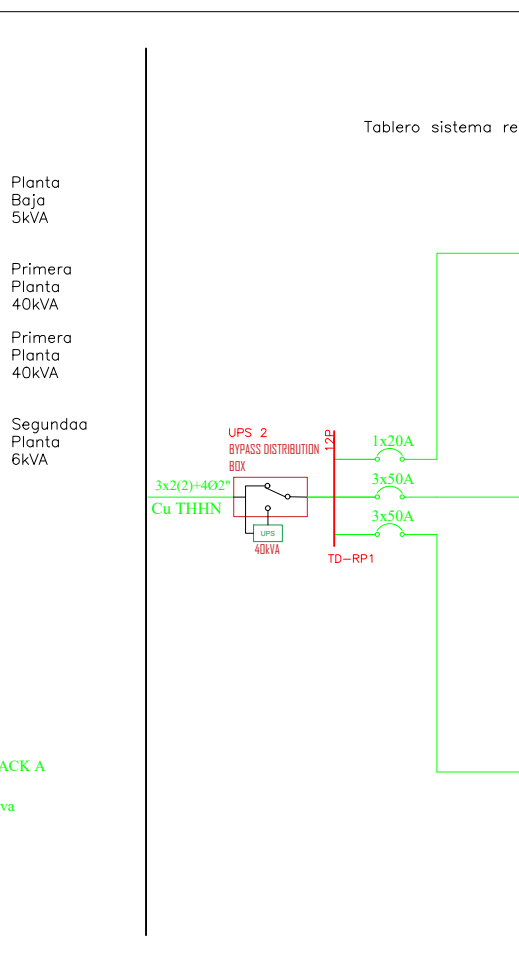 Tablero sistema re
Planta
Baja
5kVA
Primera
Planta
40kVA
Primera
Planta
40kVA
Segundaa
Planta
6kVA
UPS 2
BYPASS DISTRIBUTION
BOX
12P
1x20A
3x50A
3x50A
3x2(2)+4Ø2"
Cu THHN
UPS
40kVA
TD-RP1
ACK A
va